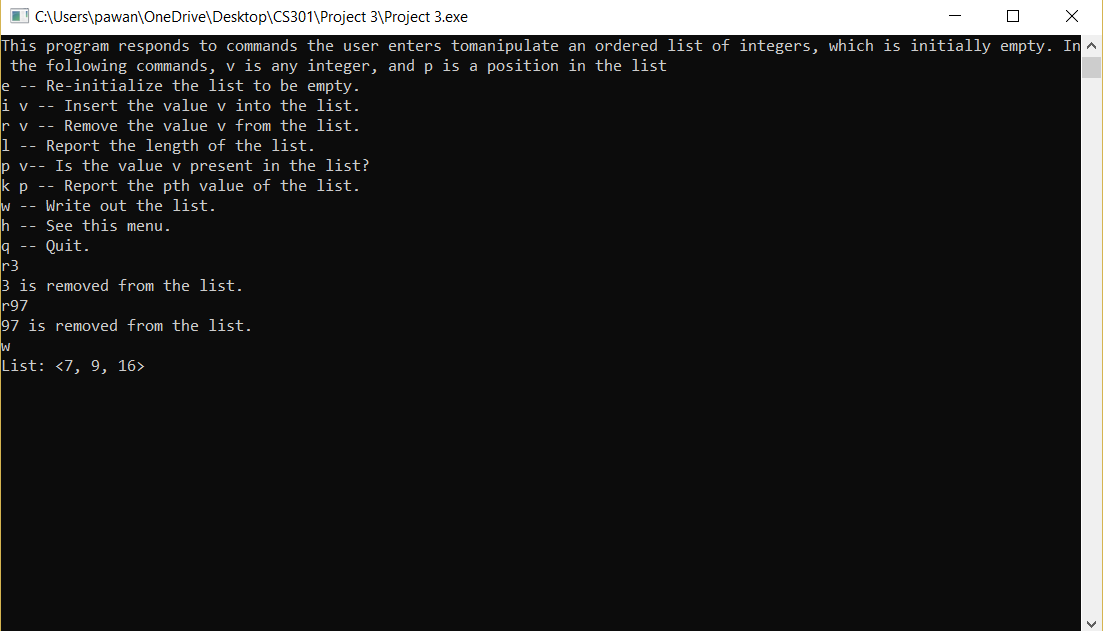 C:\Users\pawan\OneDrive\Desktop\CS301\Project 3\Project 3.exe
This program responds to commands the user enters tomanipulate an ordered list of integers, which is initially empty. In
 the following commands, v is any integer, and p is a position in the list
e -- Re-initialize the list to be empty.
i v -- Insert the value v into the list.
r v -- Remove the value v from the list.
l -- Report the length of the list.
p v-- Is the value v present in the list?
k p -- Report the pth value of the list.
w -- Write out the list.
h -- See this menu.
q -- Quit.
r3
3 is removed from the list.
r97
97 is removed from the list.
w
List: <7, 9, 16>